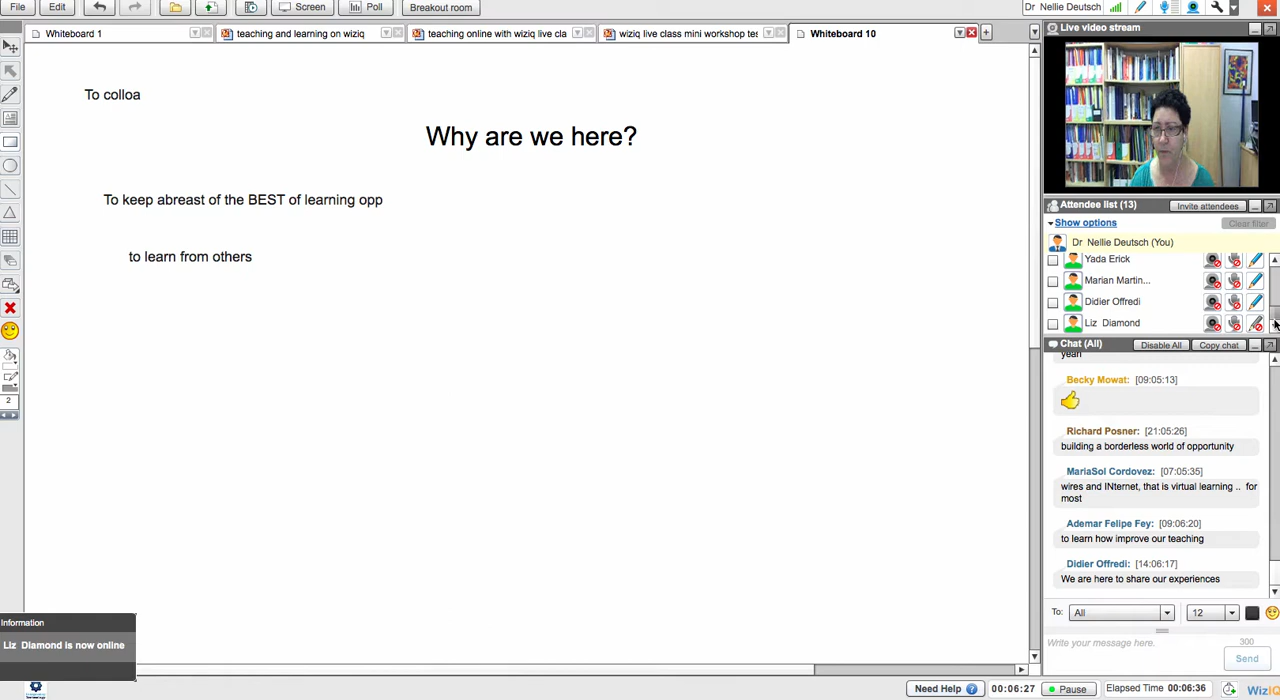 File
Edit
Screen
Poll
Breakout room
Dr Nellie Deutsch
Whiteboard 1
teaching and learning on wiziq
teaching online with wiziq live cla
wiziq live class mini workshop tes
Whiteboard 10
Live video stream
To colloa
Why are we here?
To keep abreast of the BEST of learning opp
to learn from others
2
Attendee list (13)
Invite attendees
Show options
Clear filter
Dr Nellie Deutsch (You)
Yada Erick
Marian Martin...
Didier Offredi
Liz Diamond
Chat (All)
Disable All
Copy chat
yeah
Becky Mowat: [09:05:13]
Richard Posner: [21:05:26]
building a borderless world of opportunity
MariaSol Cordovez: [07:05:35]
wires and INternet, that is virtual learning .. for
most
Ademar Felipe Fey: [09:06:20]
to learn how improve our teaching
Didier Offredi: [14:06:17]
We are here to share our experiences
To: All
12
Write your message here.
300
Send
Information
Liz Diamond is now online
Need Help ?
00:06:27
Pause
Elapsed Time : 00:06:36
WizIQ